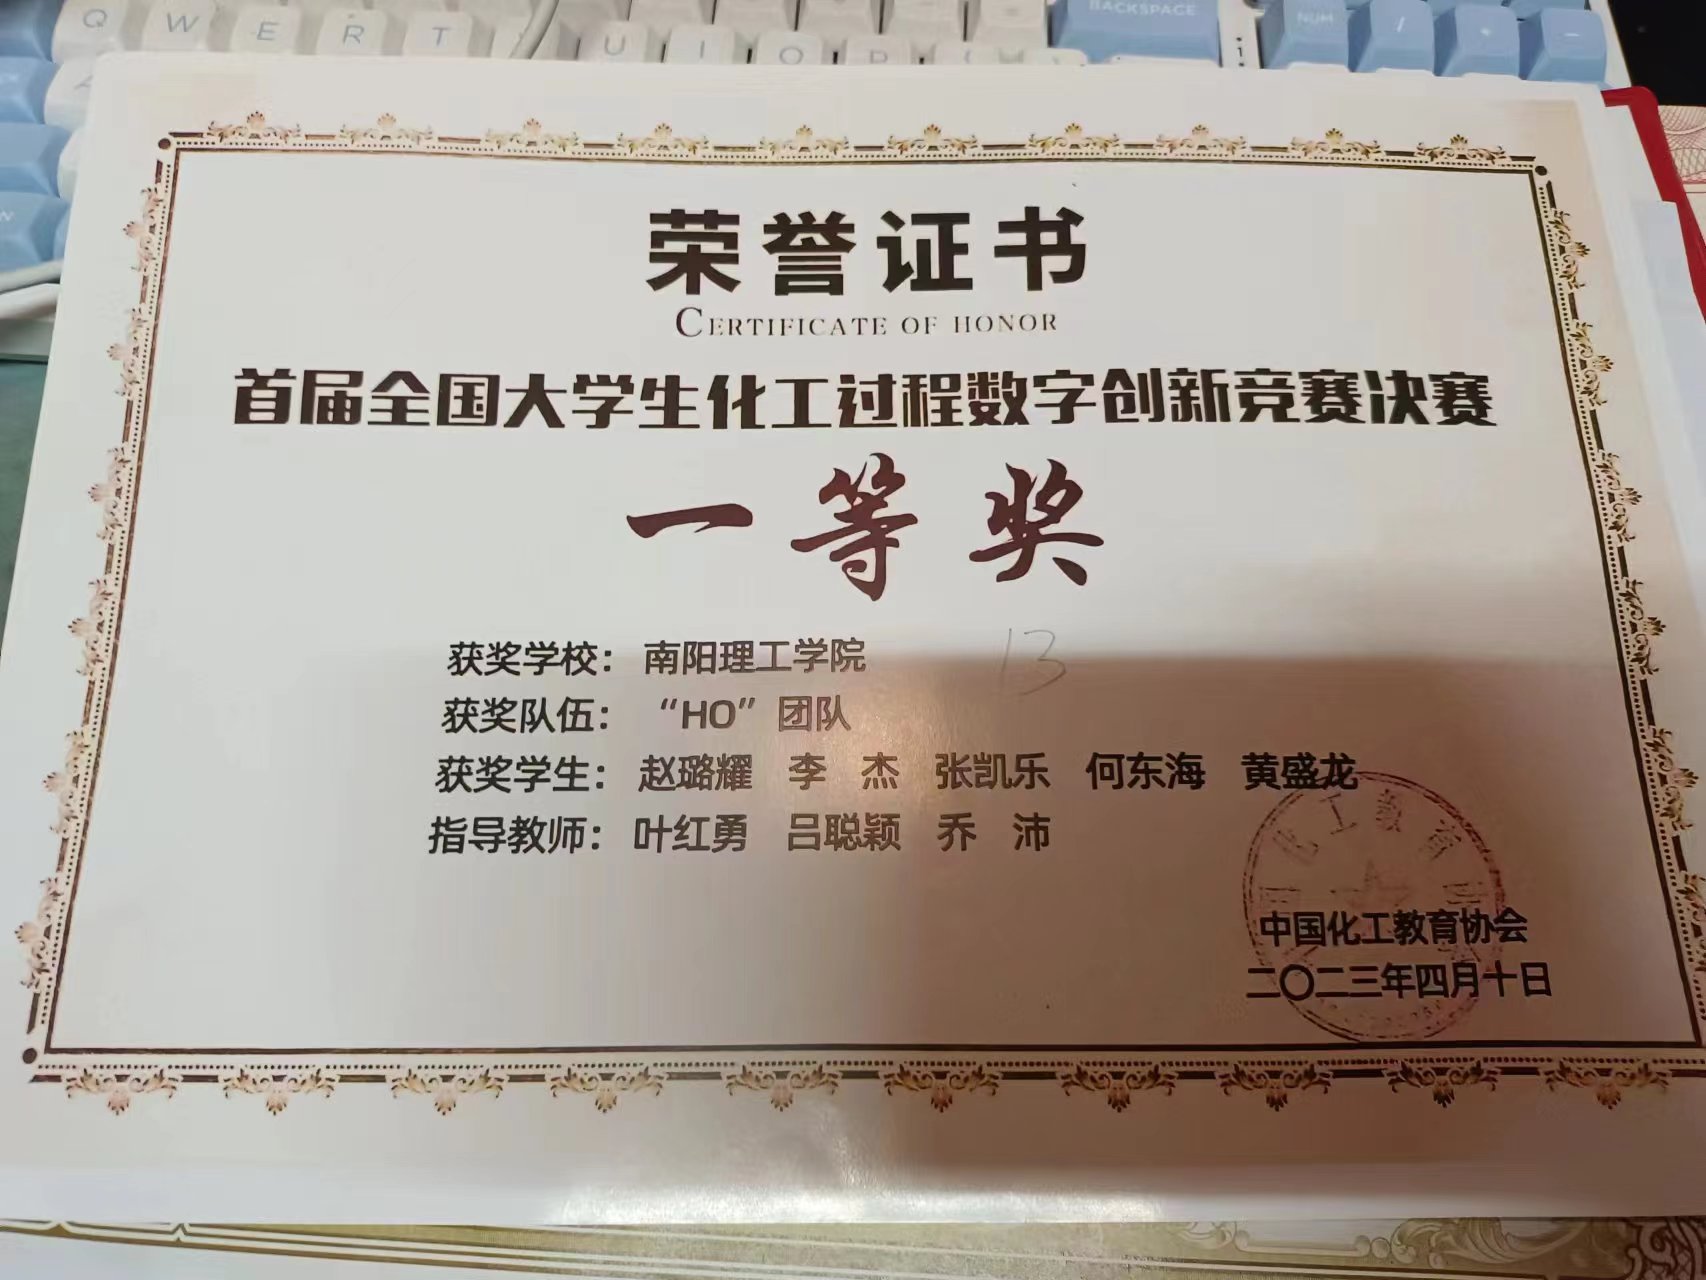 Q W E R T U I O P BACKSPACE NUM / * -
荣誉证书
CERTIFICATE OF HONOR
首届全国大学生化工过程数字创新竞赛决赛
一等奖
13
获奖学校：南阳理工学院
获奖队伍：“HO”团队
获奖学生：赵璐耀 李 杰 张凯乐 何东海 黄盛龙
指导教师：叶红勇 吕聪颖 乔 沛
化工教育
中国化工教育协会
二〇二三年四月十日